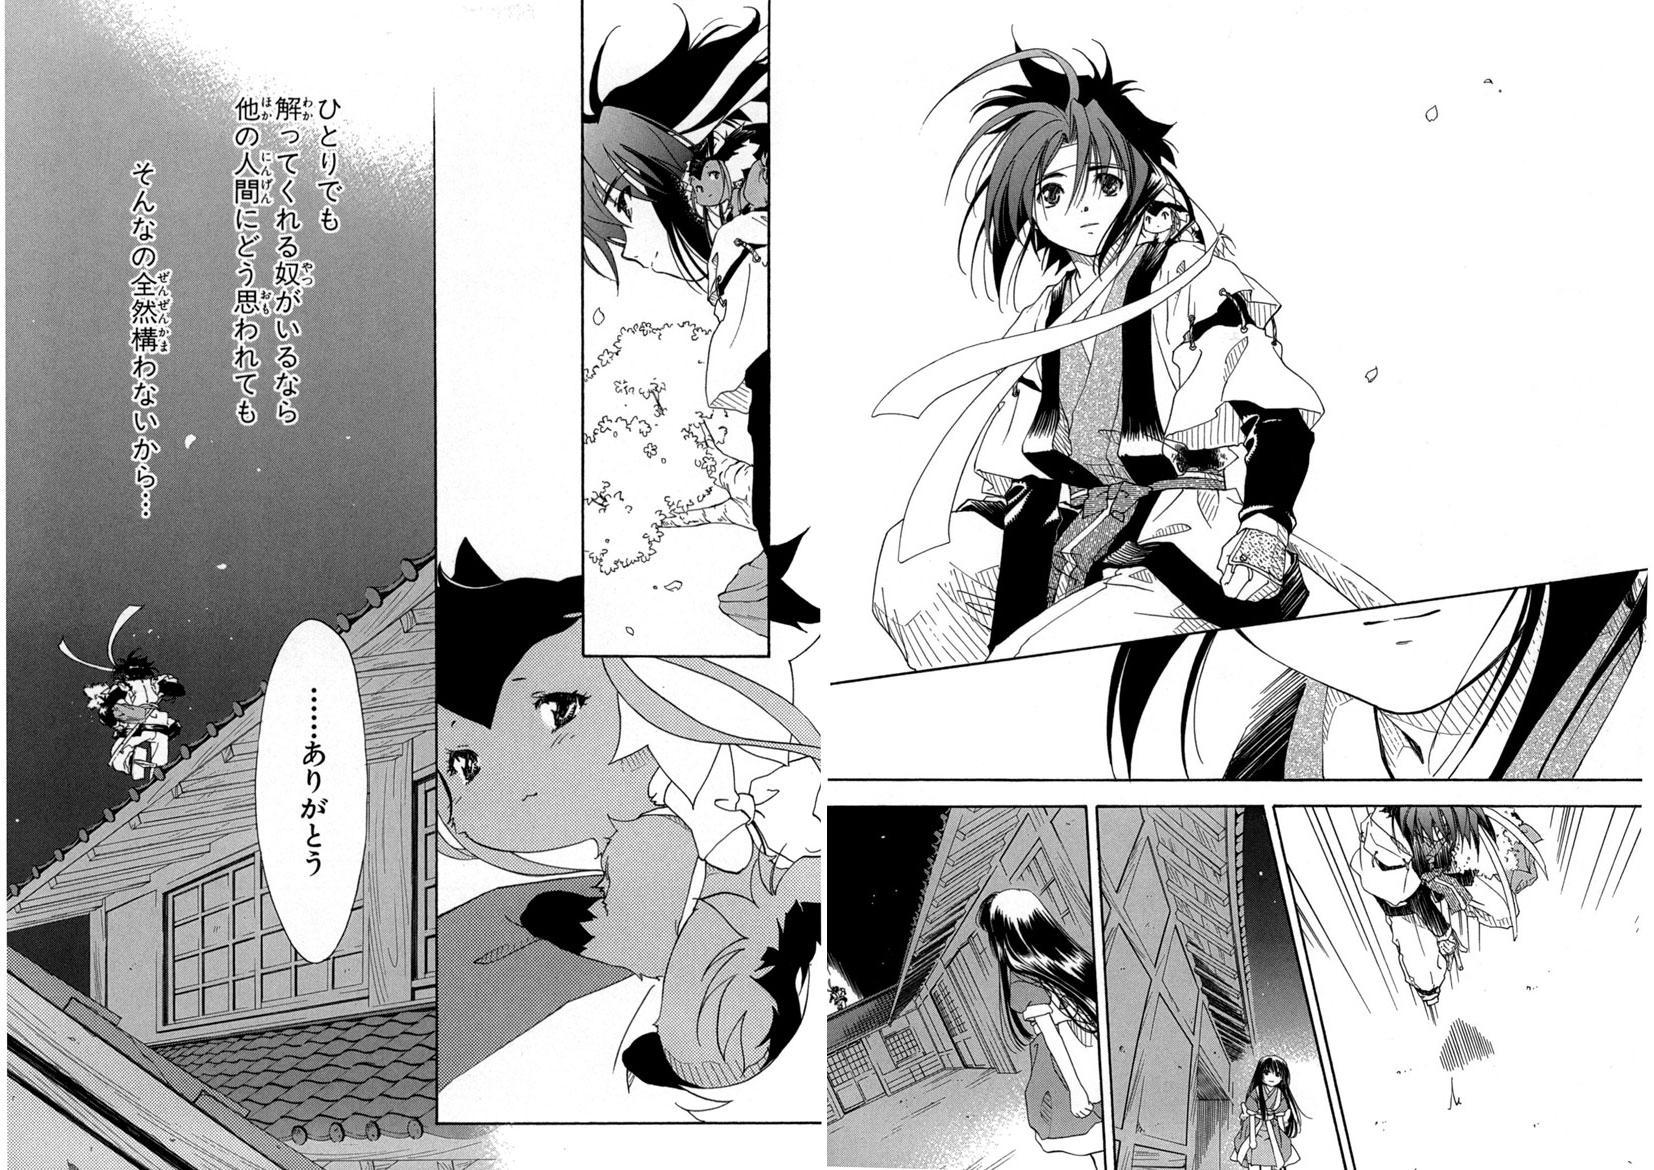 ひとりでも
解ってくれる奴がいるなら
他の人間にどう思われても
そんなの全然構わないから…
……ありがとう